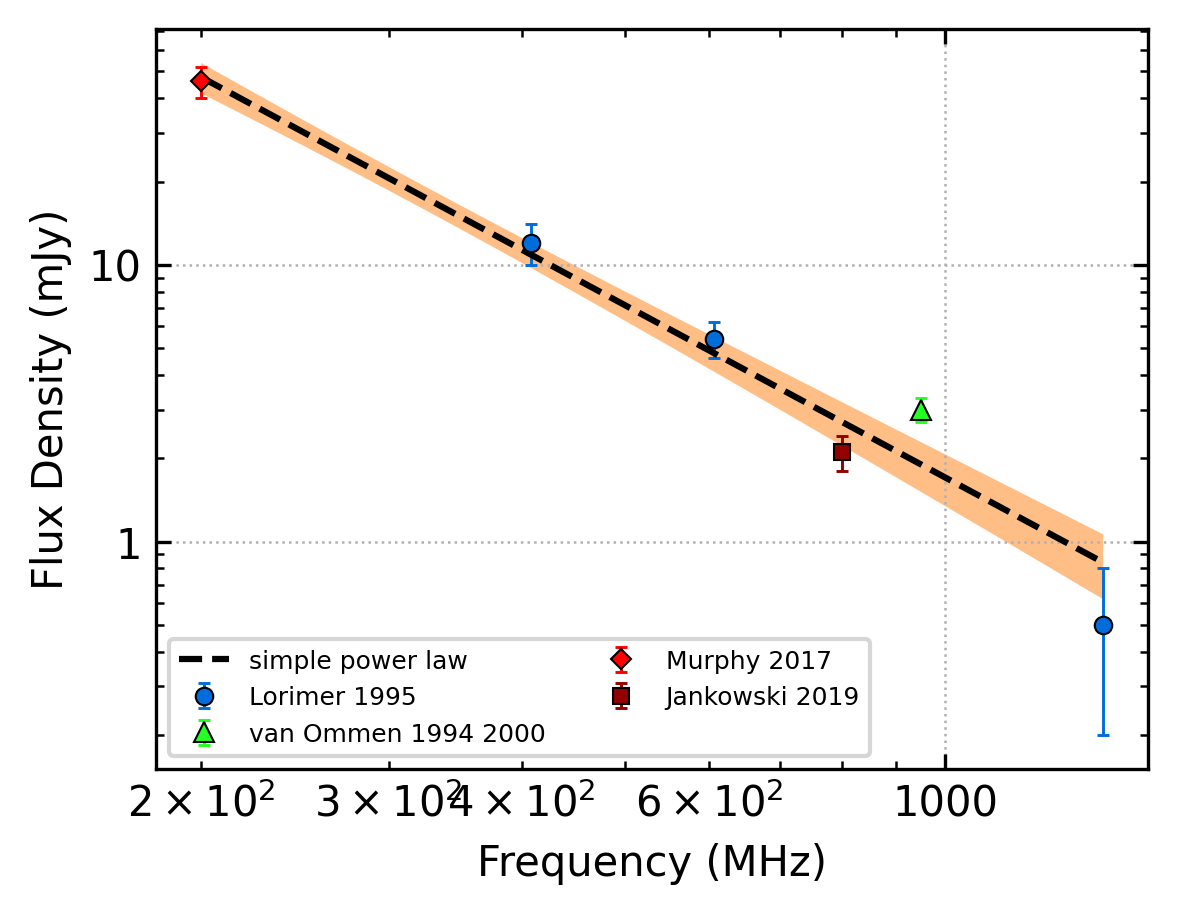 Flux Density (mJy)
10
1
simple power law
Lorimer 1995
van Ommen 1994 2000
Murphy 2017
Jankowski 2019
2×10²
3×10²
4×10²
6×10²
1000
Frequency (MHz)